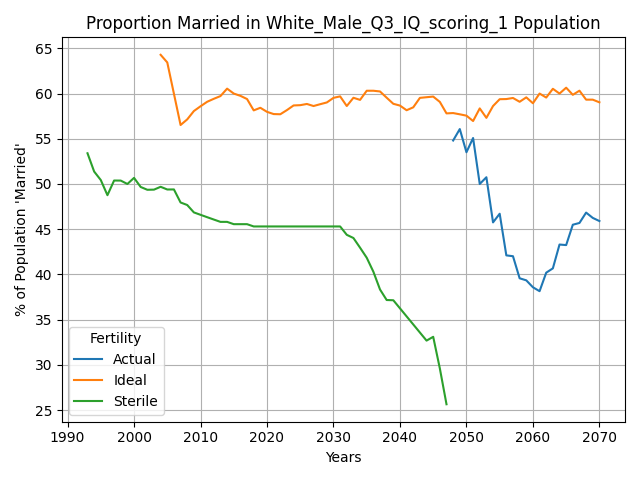 Proportion Married in White_Male_Q3_IQ_scoring_1 Population
% of Population 'Married'
65
60
55
50
45
40
35
30
25
Fertility
Actual
Ideal
Sterile
1990 2000 2010 2020 2030 2040 2050 2060 2070
Years